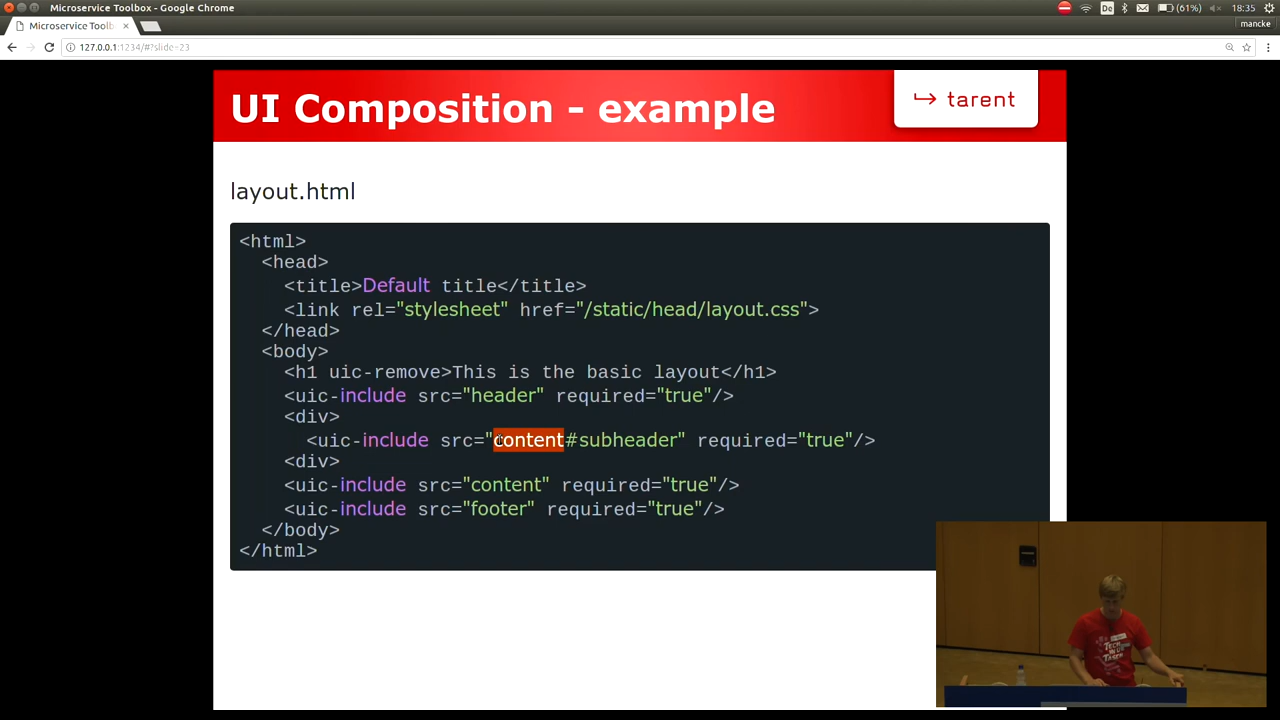 Microservice Toolbox - Google Chrome
De
(61%)
18:35
Microservice Toolb
mancke
127.0.0.1:1234/#?slide=23
UI Composition - example
tarent
layout.html
<html>
<head>
<title>Default title</title>
<link rel="stylesheet" href="/static/head/layout.css">
</head>
<body>
<h1 uic-remove>This is the basic layout</h1>
<uic-include src="header" required="true"/>
<div>
<uic-include src="content#subheader" required="true"/>
<div>
<uic-include src="content" required="true"/>
<uic-include src="footer" required="true"/>
</body>
</html>
TECH